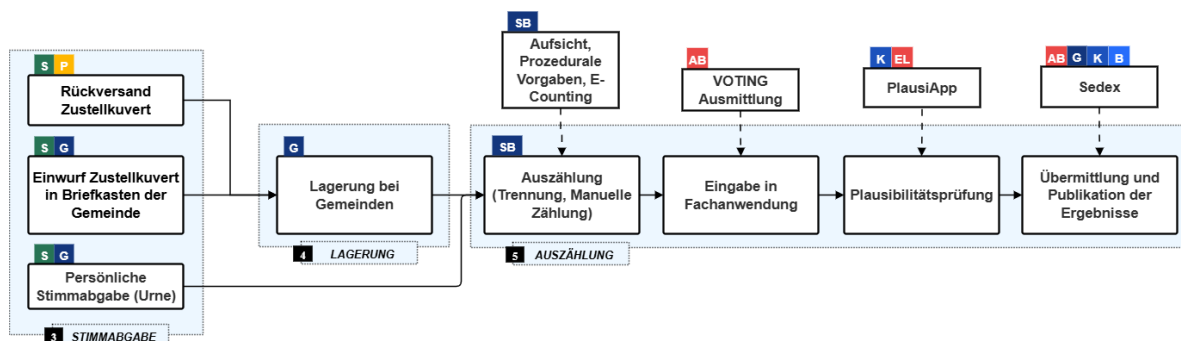 S P
Rückversand
Zustellkuvert
S G
Einwurf Zustellkuvert
in Briefkasten der
Gemeinde
S G
Persönliche
Stimmabgabe (Urne)
3 STIMMABGABE
G
Lagerung bei
Gemeinden
4 LAGERUNG
SB
Aufsicht,
Prozedurale
Vorgaben, E-
Counting
AB
VOTING
Ausmittlung
K EL
PlausiApp
AB G K B
Sedex
SB
Auszählung
(Trennung, Manuelle
Zählung)
Eingabe in
Fachanwendung
Plausibilitätsprüfung
Übermittlung und
Publikation der
Ergebnisse
5 AUSZÄHLUNG